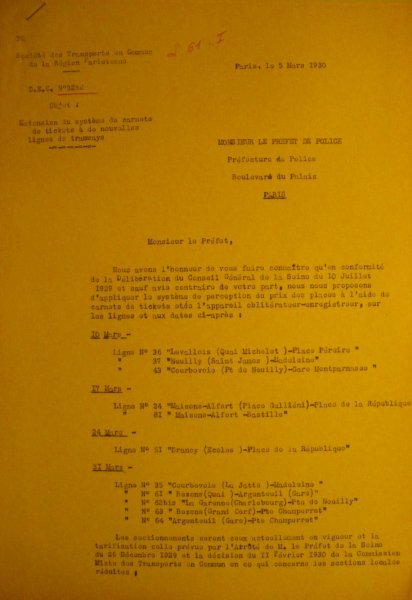 Société des Transports en Commun
de la Région Parisienne
D.E.C. N°3252
Objet :
Extension du système de carnets
de tickets à de nouvelles
lignes de tramways
Paris, le 5 Mars 1930
MONSIEUR LE PREFET DE POLICE
Préfecture de Police
Boulevard du Palais
PARIS
Monsieur le Préfet,
Nous avons l'honneur de vous faire connaître qu'en conformité
de la Délibération du Conseil Général de la Seine du 10 Juillet
1929 et sauf avis contraire de votre part, nous nous proposons
d'appliquer le système de perception du prix des places à l'aide de
carnets de tickets et de l'appareil oblitérateur-enregistreur, sur
les lignes et aux dates ci-après :
10 Mars -
Ligne N° 36 "Levallois (Quai Michelet )-Place Péreire "
" 37 "Neuilly (Saint James )-Madeleine"
" 43 "Courbevoie (Pt de Neuilly)-Gare Montparnasse "
17 Mars -
Ligne N° 24 "Maisons-Alfort (Place Galliéni)-Place de la République
" 81 " Maisons-Alfort -Bastille"
24 Mars -
Ligne N° 51 "Drancy (Ecoles )-Place de la République"
31 Mars -
Ligne N° 35 "Courbevoie (La Jatte )-Madeleine "
" N° 61 " Bezons(Quai )-Argenteuil (Gare)"
" N° 62bis "La Garenne(Charlebourg)-Pte de Neuilly"
" N° 63 " Bezons(Grand Cerf)-Pte Champerret"
" N° 64 "Argenteuil (Gare)-Pte Champerret"
Les sectionnements seront ceux actuellement en vigueur et la
tarification celle prévue par l'Arrêté de M. le Préfet de la Seine
du 26 Décembre 1929 et la décision du 11 Février 1930 de la Commission
Mixte des Transports en Commun en ce qui concerne les sections locales
réduites ;